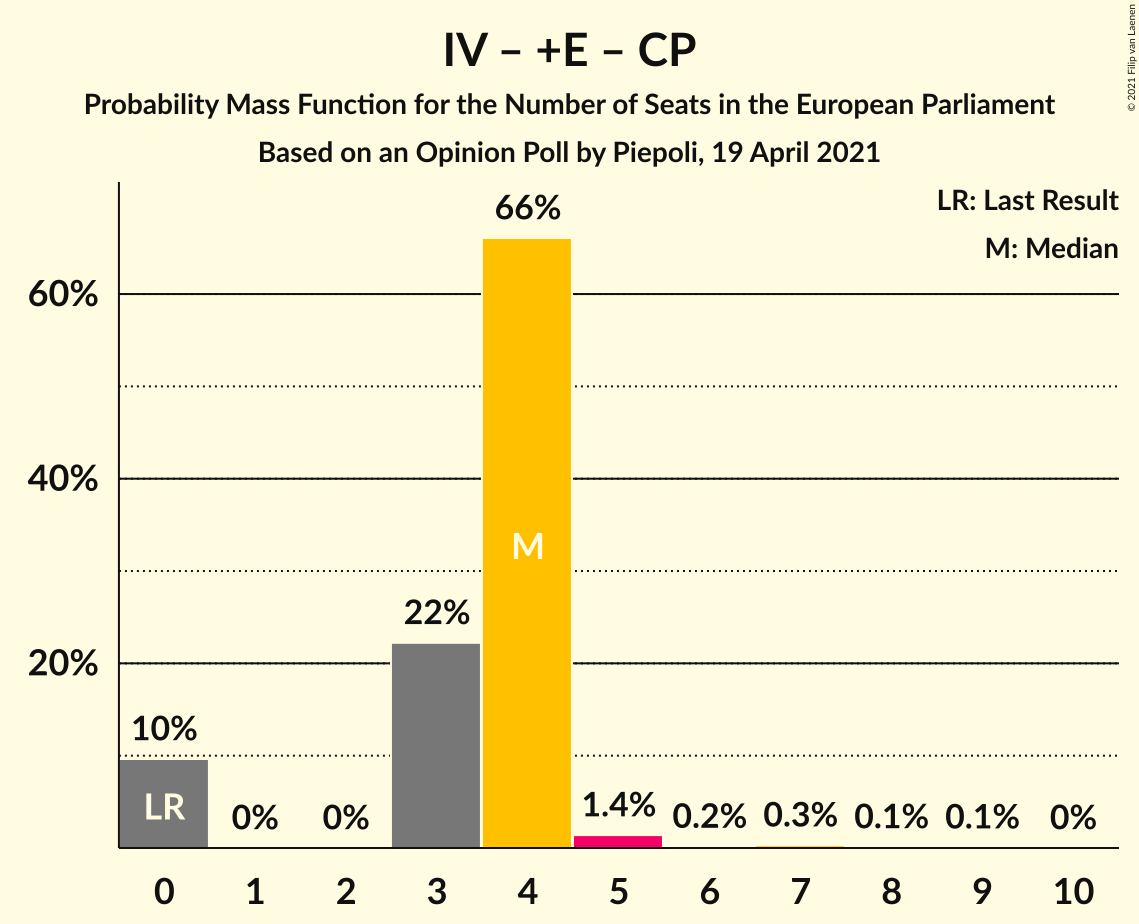 IV – +E – CP
Probability Mass Function for the Number of Seats in the European Parliament
Based on an Opinion Poll by Piepoli, 19 April 2021
© 2021 Filip van Laenen
LR: Last Result
M: Median
66%
60%
40%
M
22%
20%
10%
LR
0%
0%
1.4%
0.2%
0.3%
0.1%
0.1%
0%
0 1 2 3 4 5 6 7 8 9 10